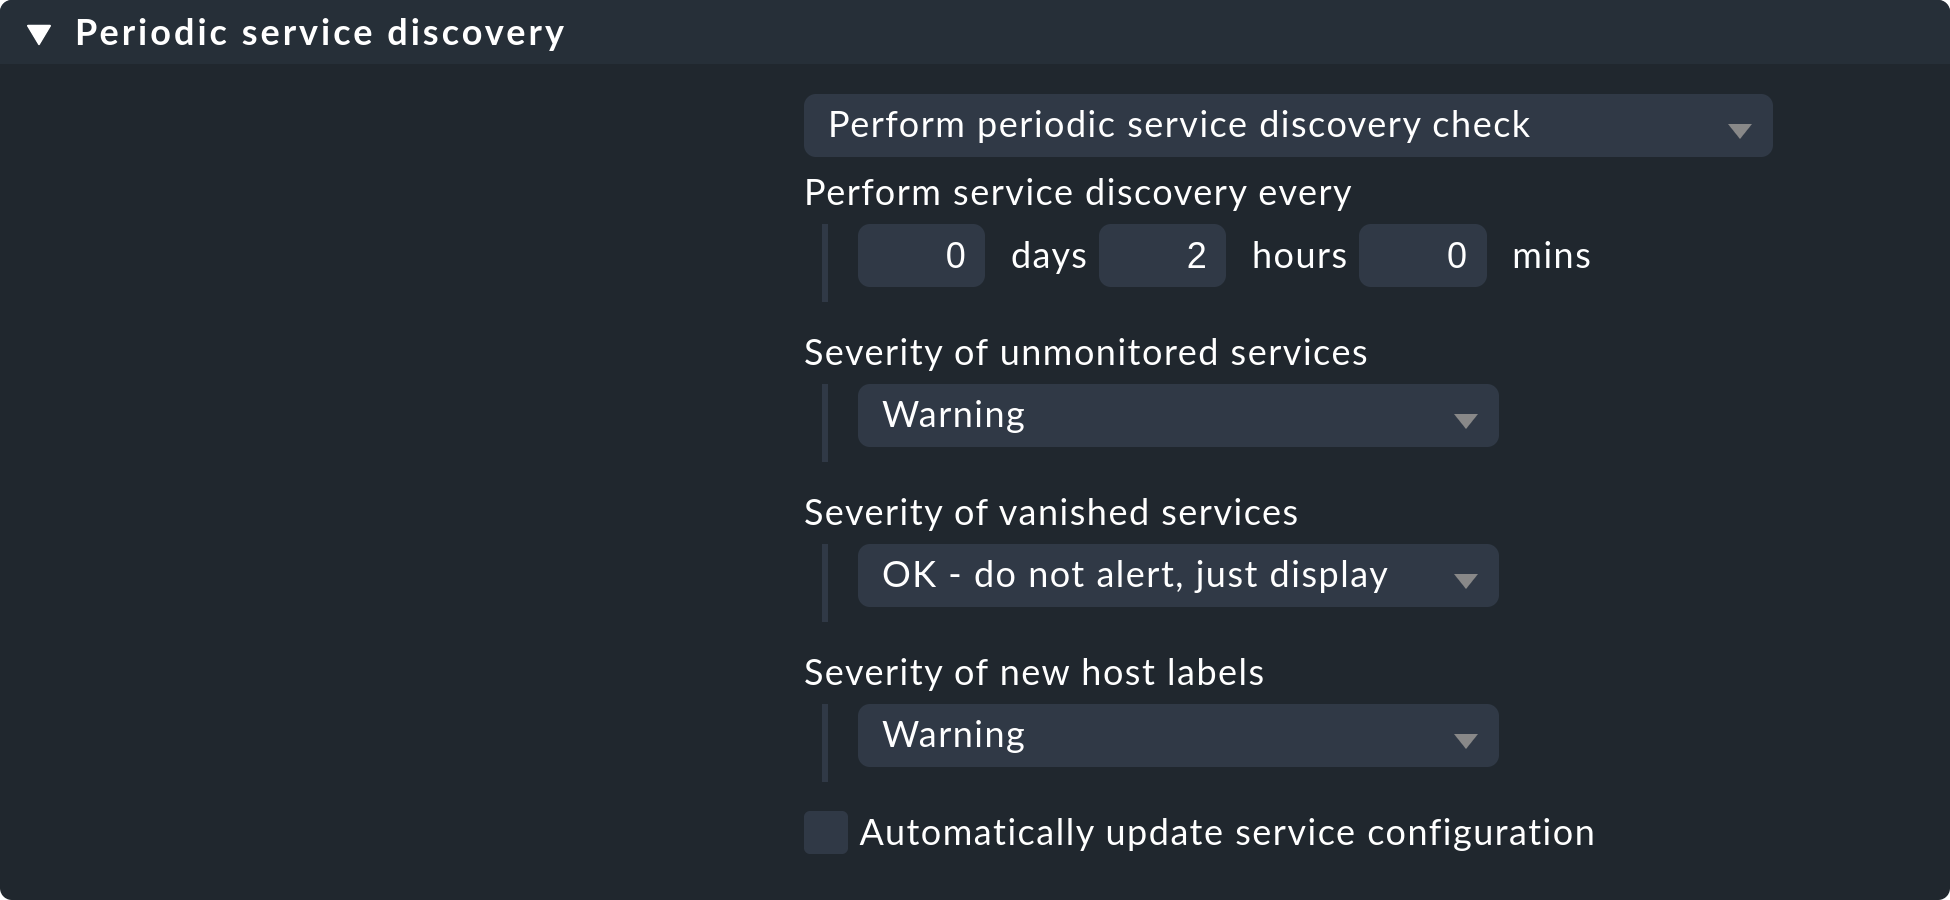 Periodic service discovery
Perform periodic service discovery check
Perform service discovery every
0 days 2 hours 0 mins
Severity of unmonitored services
Warning
Severity of vanished services
OK - do not alert, just display
Severity of new host labels
Warning
Automatically update service configuration